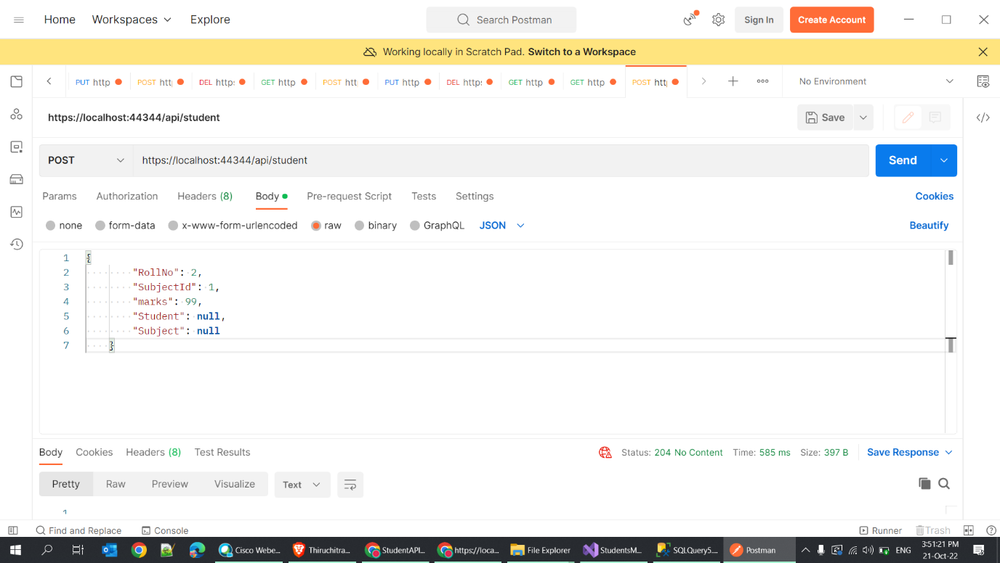 Home Workspaces Explore Search Postman Sign In Create Account
Working locally in Scratch Pad. Switch to a Workspace
PUT http POST htt DEL http: GET http POST htt PUT http DEL http: GET http GET http POST htt No Environment
https://localhost:44344/api/student Save
POST https://localhost:44344/api/student Send
Params Authorization Headers (8) Body Pre-request Script Tests Settings Cookies
none form-data x-www-form-urlencoded raw binary GraphQL JSON Beautify
1 {
2 "RollNo": 2,
3 "SubjectId": 1,
4 "marks": 99,
5 "Student": null,
6 "Subject": null
7 }
Body Cookies Headers (8) Test Results Status: 204 No Content Time: 585 ms Size: 397 B Save Response
Pretty Raw Preview Visualize Text
1
Find and Replace Console Runner Trash
Cisco Webe... Thiruchitra... StudentAPI... https://loca... File Explorer StudentsM... SQLQuery5.... Postman ENG 3:51:21 PM
21-Oct-22